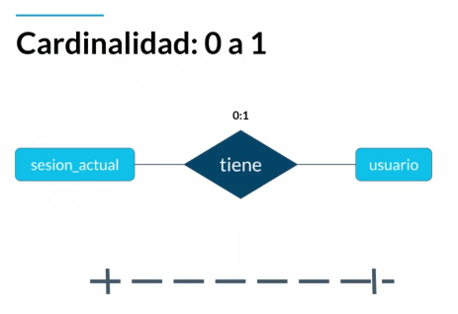 Cardinalidad: 0 a 1
0:1
sesion_actual
tiene
usuario